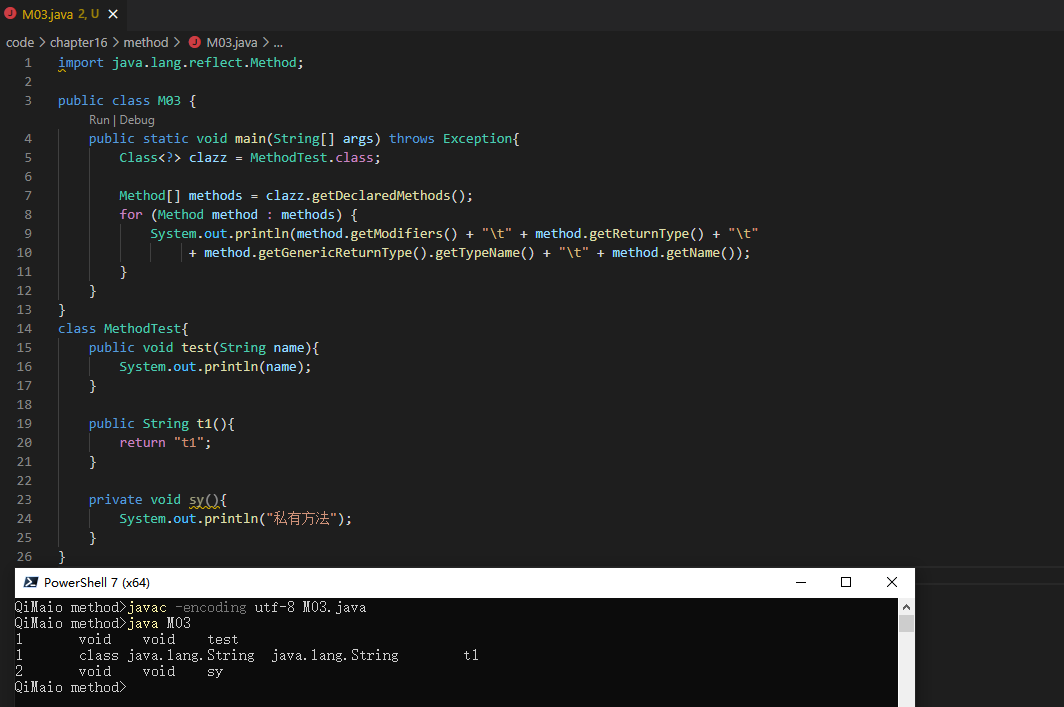 M03.java 2, U
code > chapter16 > method > M03.java > ...
1 import java.lang.reflect.Method;
2
3 public class M03 {
Run | Debug
4 public static void main(String[] args) throws Exception{
5 Class<?> clazz = MethodTest.class;
6
7 Method[] methods = clazz.getDeclaredMethods();
8 for (Method method : methods) {
9 System.out.println(method.getModifiers() + "\t" + method.getReturnType() + "\t"
10 + method.getGenericReturnType().getTypeName() + "\t" + method.getName());
11 }
12 }
13 }
14 class MethodTest{
15 public void test(String name){
16 System.out.println(name);
17 }
18
19 public String t1(){
20 return "t1";
21 }
22
23 private void sy(){
24 System.out.println("私有方法");
25 }
26 }
PowerShell 7 (x64)
QiMaio method>javac -encoding utf-8 M03.java
QiMaio method>java M03
1 void void test
1 class java.lang.String java.lang.String t1
2 void void sy
QiMaio method>